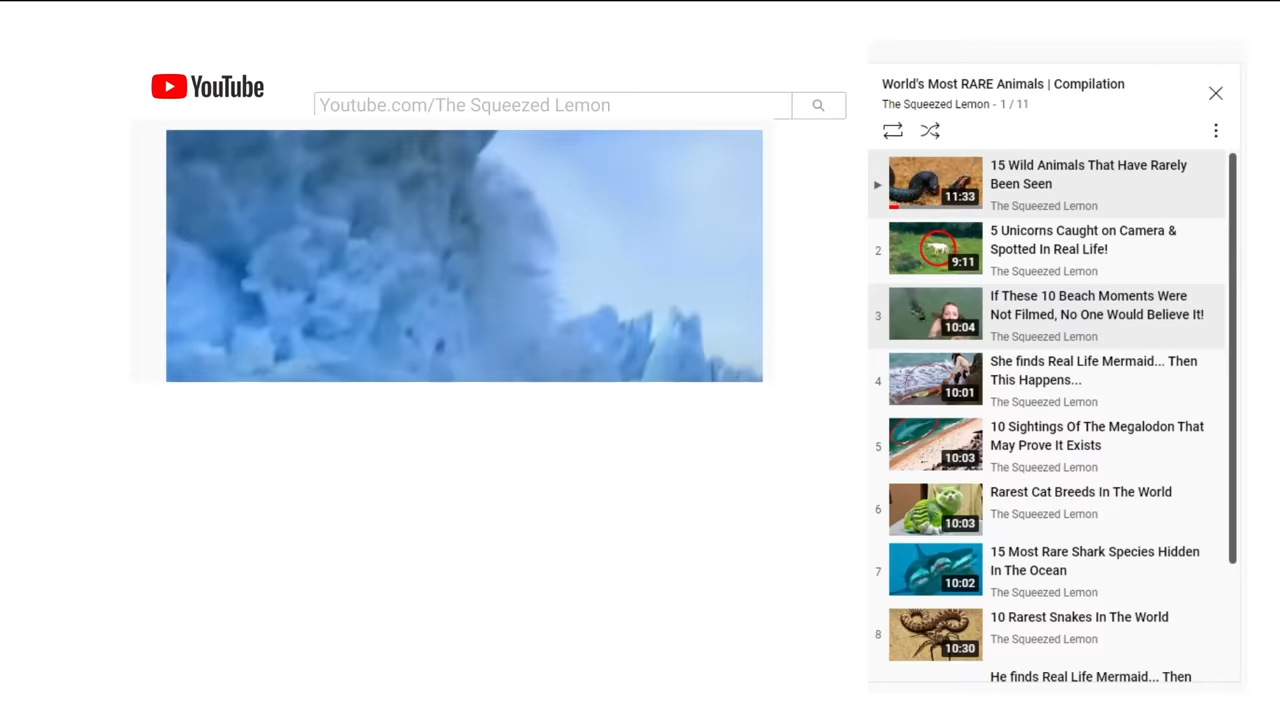 YouTube
Youtube.com/The Squeezed Lemon
World's Most RARE Animals | Compilation
The Squeezed Lemon - 1 / 11
15 Wild Animals That Have Rarely
Been Seen
The Squeezed Lemon
11:33
2
5 Unicorns Caught on Camera &
Spotted In Real Life!
The Squeezed Lemon
9:11
3
If These 10 Beach Moments Were
Not Filmed, No One Would Believe It!
The Squeezed Lemon
10:04
4
She finds Real Life Mermaid... Then
This Happens...
The Squeezed Lemon
10:01
5
10 Sightings Of The Megalodon That
May Prove It Exists
The Squeezed Lemon
10:03
6
Rarest Cat Breeds In The World
The Squeezed Lemon
10:03
7
15 Most Rare Shark Species Hidden
In The Ocean
The Squeezed Lemon
10:02
8
10 Rarest Snakes In The World
The Squeezed Lemon
10:30
He finds Real Life Mermaid... Then